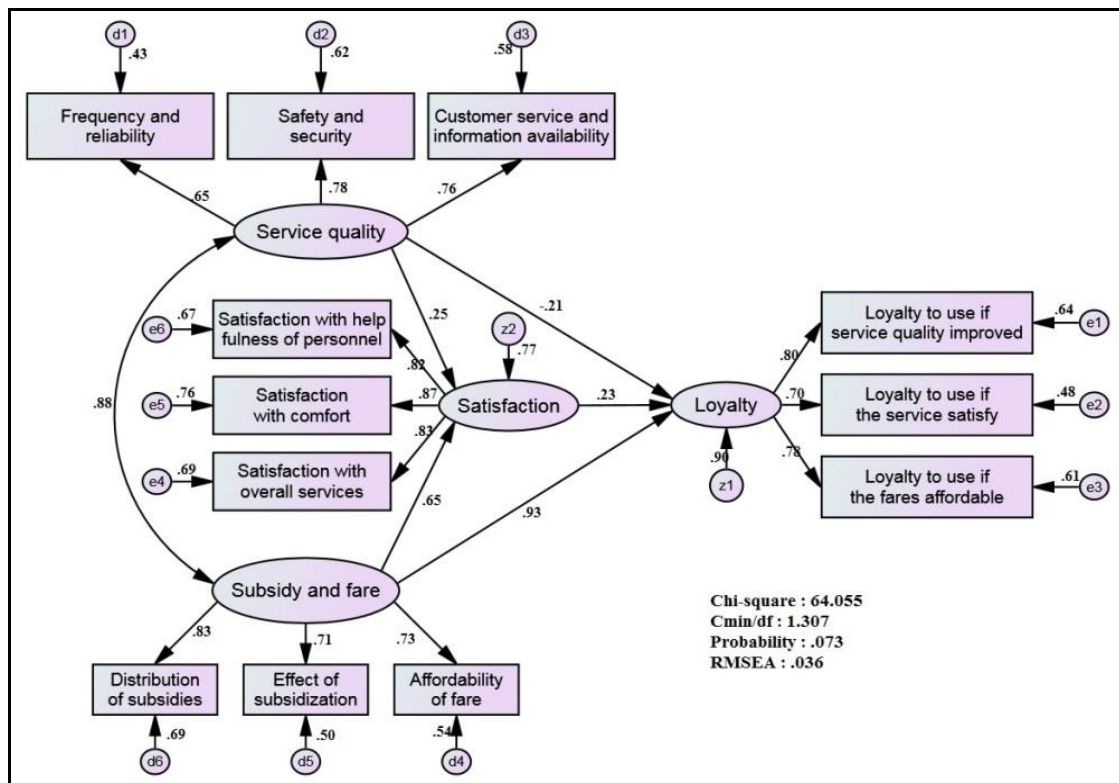 d1
d2
d3
.43
.62
.58
Frequency and
reliability
Safety and
security
Customer service and
information availability
.65
.78
.76
Service quality
-.21
.25
e6
.67
Satisfaction with help
fulness of personnel
.82
z2
.77
Loyalty to use if
service quality improved
.64
e1
.80
.88
e5
.76
Satisfaction
with comfort
.87
Satisfaction
.23
Loyalty
.70
Loyalty to use if
the service satisfy
.48
e2
.83
e4
.69
Satisfaction with
overall services
.90
z1
.78
Loyalty to use if
the fares affordable
.61
e3
.65
.93
Subsidy and fare
.83
.71
.73
Distribution
of subsidies
Effect of
subsidization
Affordability
of fare
.69
.50
.54
d6
d5
d4
Chi-square : 64.055
Cmin/df : 1.307
Probability : .073
RMSEA : .036